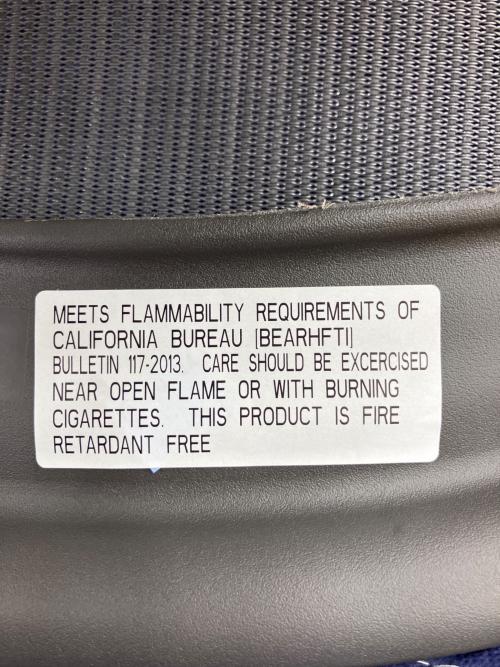 MEETS FLAMMABILITY REQUIREMENTS OF
CALIFORNIA BUREAU [BEARHFTI]
BULLETIN 117-2013. CARE SHOULD BE EXCERCISED
NEAR OPEN FLAME OR WITH BURNING
CIGARETTES. THIS PRODUCT IS FIRE
RETARDANT FREE